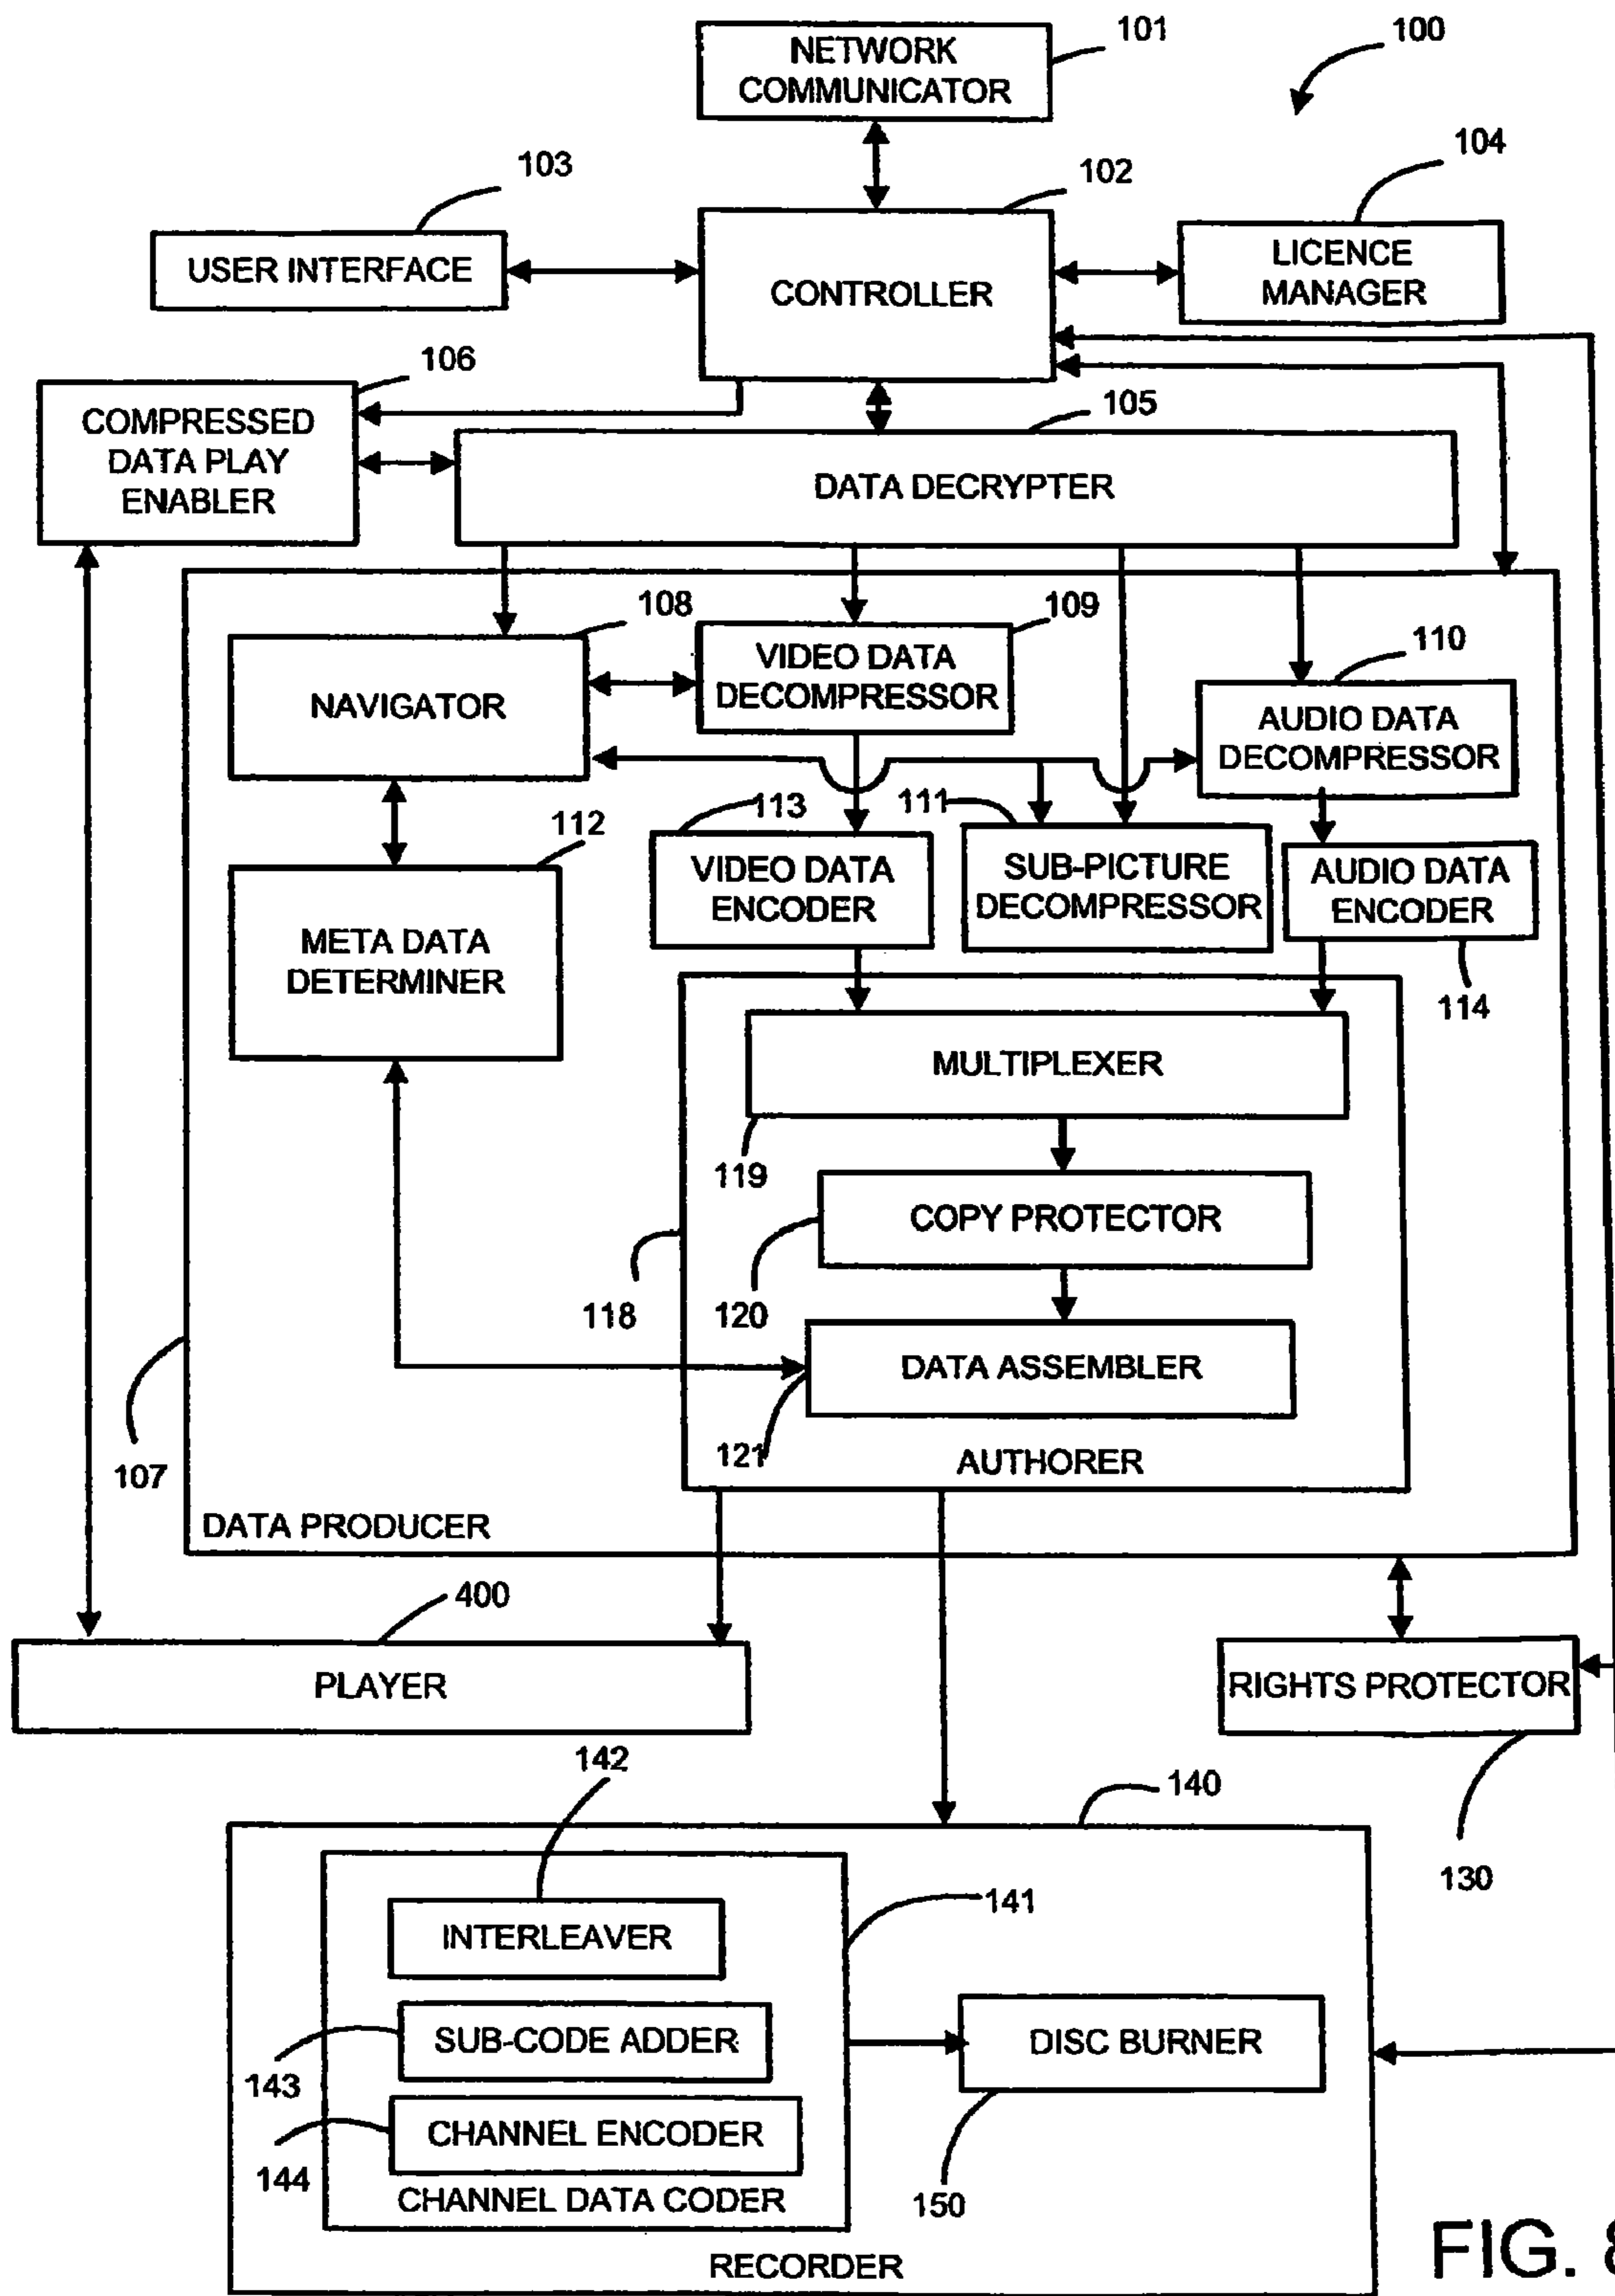 101
100
NETWORK
COMMUNICATOR
103
102
104
USER INTERFACE
CONTROLLER
LICENCE
MANAGER
106
105
COMPRESSED
DATA PLAY
ENABLER
DATA DECRYPTER
108
109
110
NAVIGATOR
VIDEO DATA
DECOMPRESSOR
AUDIO DATA
DECOMPRESSOR
113
111
112
VIDEO DATA
ENCODER
SUB-PICTURE
DECOMPRESSOR
AUDIO DATA
ENCODER
META DATA
DETERMINER
114
MULTIPLEXER
119
COPY PROTECTOR
118
120
DATA ASSEMBLER
121
AUTHORER
107
DATA PRODUCER
400
PLAYER
RIGHTS PROTECTOR
142
140
130
141
INTERLEAVER
SUB-CODE ADDER
DISC BURNER
143
CHANNEL ENCODER
144
CHANNEL DATA CODER
150
RECORDER
FIG. 8